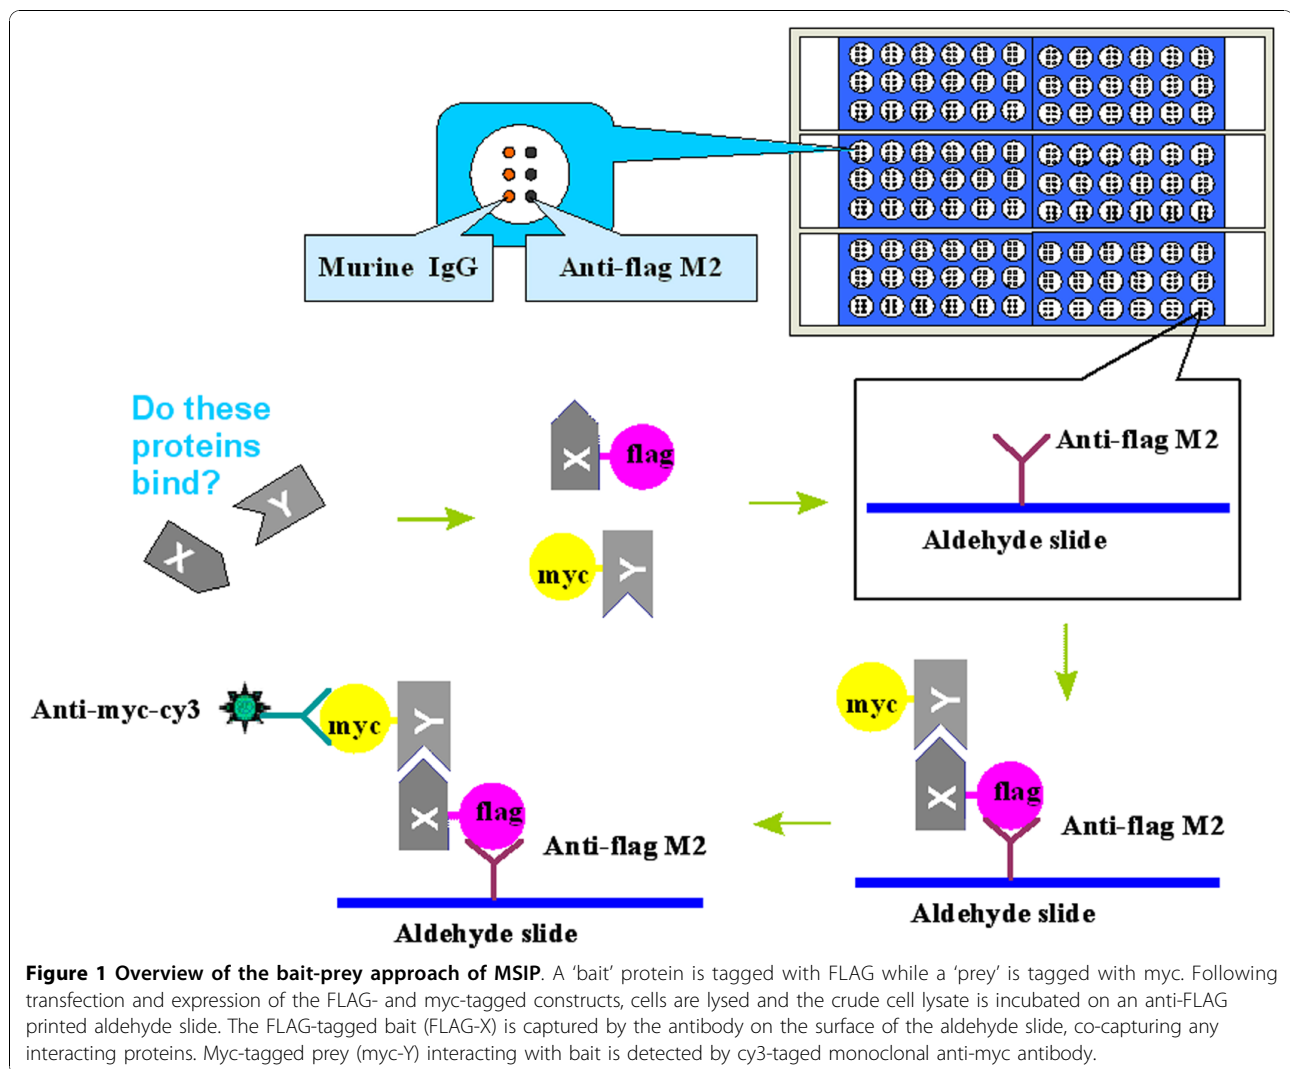 Murine IgG
Anti-flag M2
Do these
proteins
bind?
X
Y
X
flag
myc
Y
Anti-flag M2
Aldehyde slide
Anti-myc-cy3
myc
Y
X
flag
Anti-flag M2
Aldehyde slide
myc
Y
X
flag
Anti-flag M2
Aldehyde slide
Figure 1 Overview of the bait-prey approach of MSIP. A ‘bait’ protein is tagged with FLAG while a ‘prey’ is tagged with myc. Following
transfection and expression of the FLAG- and myc-tagged constructs, cells are lysed and the crude cell lysate is incubated on an anti-FLAG
printed aldehyde slide. The FLAG-tagged bait (FLAG-X) is captured by the antibody on the surface of the aldehyde slide, co-capturing any
interacting proteins. Myc-tagged prey (myc-Y) interacting with bait is detected by cy3-taged monoclonal anti-myc antibody.